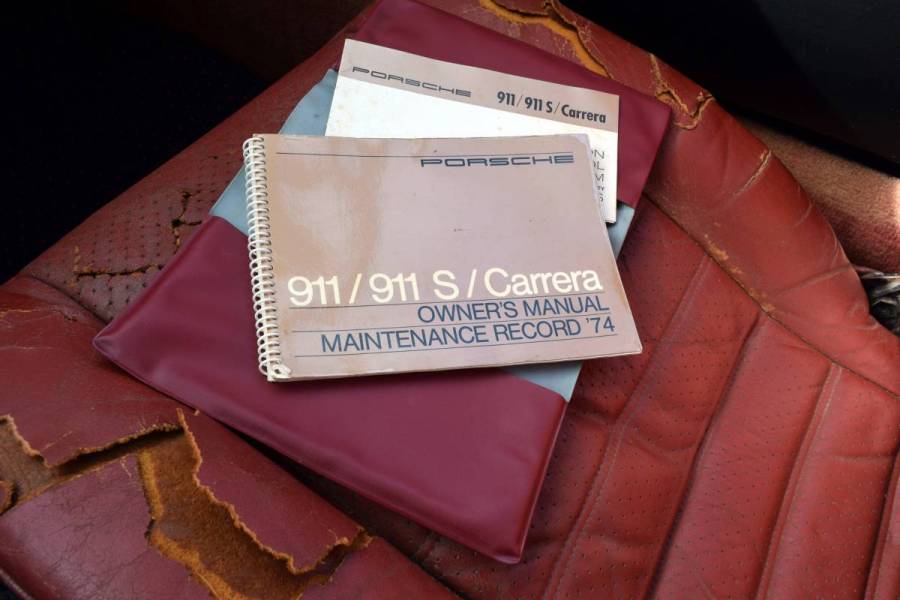 PORSCHE
911/911 S/Carrera
PORSCHE
911/911 S/Carrera
OWNER'S MANUAL
MAINTENANCE RECORD '74